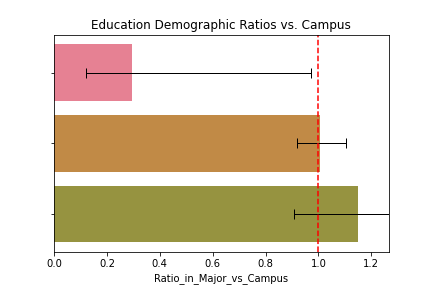 Education Demographic Ratios vs. Campus
0.0 0.2 0.4 0.6 0.8 1.0 1.2
Ratio_in_Major_vs_Campus